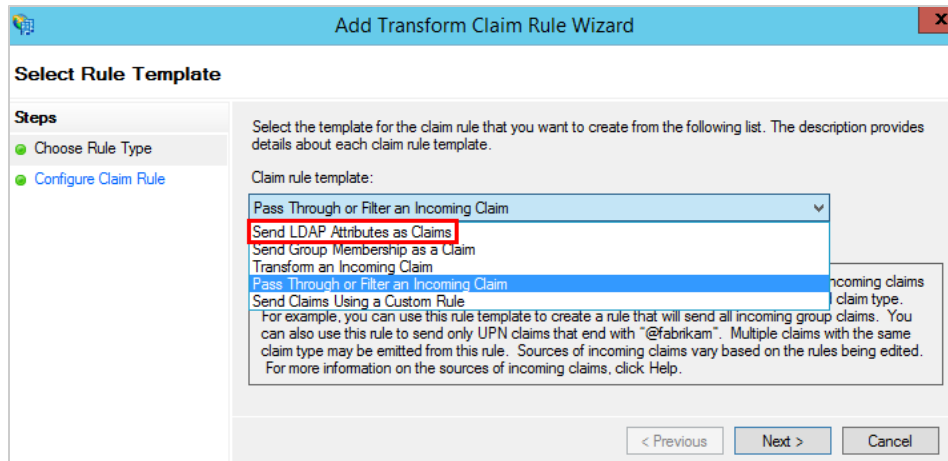 Add Transform Claim Rule Wizard
X
Select Rule Template
Steps
Choose Rule Type
Configure Claim Rule
Select the template for the claim rule that you want to create from the following list. The description provides
details about each claim rule template.
Claim rule template:
Pass Through or Filter an Incoming Claim
Send LDAP Attributes as Claims
Send Group Membership as a Claim
Transform an Incoming Claim
Pass Through or Filter an Incoming Claim
Send Claims Using a Custom Rule
incoming claims
claim type.
For example, you can use this rule template to create a rule that will send all incoming group claims. You
can also use this rule to send only UPN claims that end with "@fabrikam". Multiple claims with the same
claim type may be emitted from this rule. Sources of incoming claims vary based on the rules being edited.
For more information on the sources of incoming claims, click Help.
< Previous
Next >
Cancel